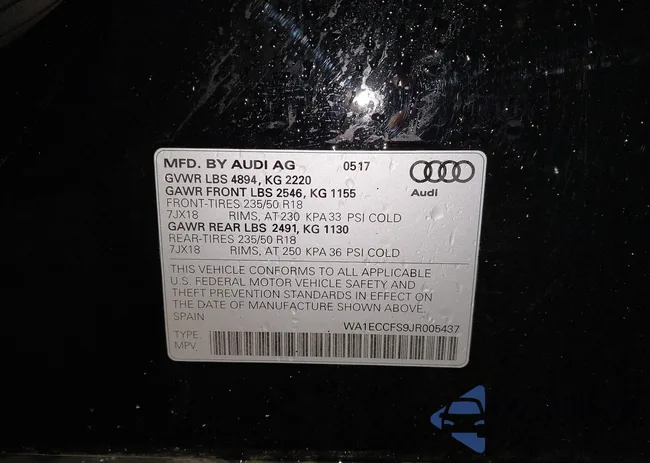 MFD. BY AUDI AG 0517
GVWR LBS 4894, KG 2220
GAWR FRONT LBS 2546, KG 1155
FRONT-TIRES 235/50 R18
7JX18 RIMS, AT 230 KPA 33 PSI COLD
GAWR REAR LBS 2491, KG 1130
REAR-TIRES 235/50 R18
7JX18 RIMS, AT 250 KPA 36 PSI COLD
Audi
THIS VEHICLE CONFORMS TO ALL APPLICABLE
U.S. FEDERAL MOTOR VEHICLE SAFETY AND
THEFT PREVENTION STANDARDS IN EFFECT ON
THE DATE OF MANUFACTURE SHOWN ABOVE.
SPAIN WA1ECCFS9JR005437
TYPE:
MPV